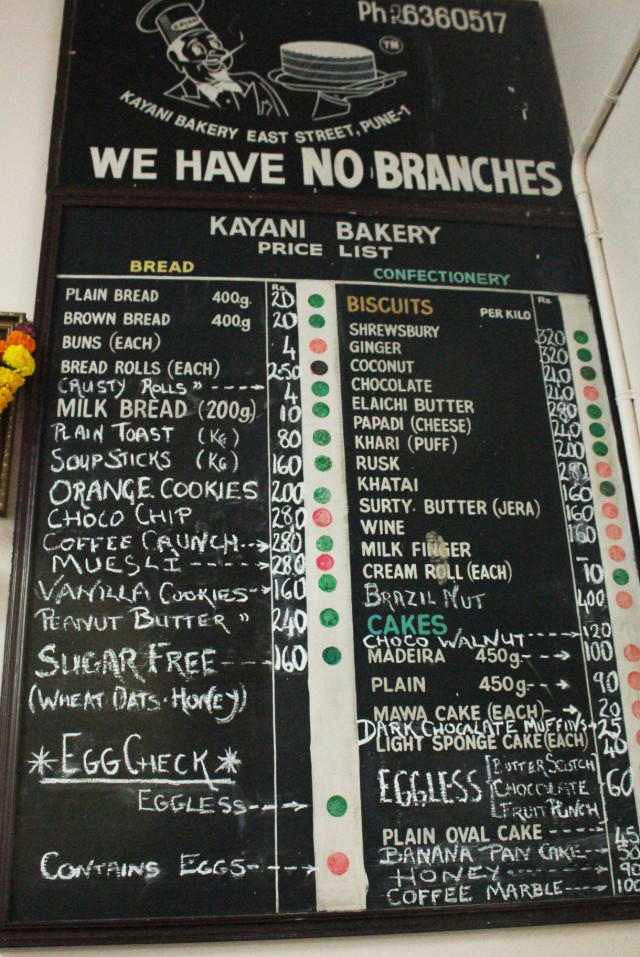 Ph:26360517
KAYANI
TM
KAYANI BAKERY EAST STREET, PUNE-1
WE HAVE NO BRANCHES
KAYANI BAKERY
PRICE LIST
BREAD
Rs.
PLAIN BREAD 400g. 20
BROWN BREAD 400g 20
BUNS (EACH) 4
BREAD ROLLS (EACH) 2.50
CRUSTY ROLLS " 4
MILK BREAD (200g) 10
PLAIN TOAST (KG) 80
SOUPSTICKS (KG) 160
ORANGE COOKIES 200
CHOCO CHIP 280
COFFEE CRUNCH 280
MUESLI 280
VANILLA COOKIES 160
PEANUT BUTTER " 240
SUGAR FREE 160
(WHEAT OATS·HONEY)
*EGG CHECK*
EGGLESS
CONTAINS EGGS
CONFECTIONERY
BISCUITS PER KILO Rs.
SHREWSBURY 320
GINGER 320
COCONUT 240
CHOCOLATE 240
ELAICHI BUTTER 280
PAPADI (CHEESE) 240
KHARI (PUFF) 200
RUSK
KHATAI 160
SURTY. BUTTER (JERA) 160
WINE 160
MILK FINGER
CREAM ROLL (EACH) 10
BRAZIL NUT 400
CAKES
CHOCO WALNUT 120
MADEIRA 450g 100
PLAIN 450g 90
MAWA CAKE (EACH) 20
DARK CHOCOLATE MUFFINS 25
LIGHT SPONGE CAKE (EACH) 40
EGGLESS [BUTTER SCOTCH CHOCOLATE FRUIT PUNCH 60
PLAIN OVAL CAKE 45
BANANA PAN CAKE 50
HONEY 90
COFFEE MARBLE 100